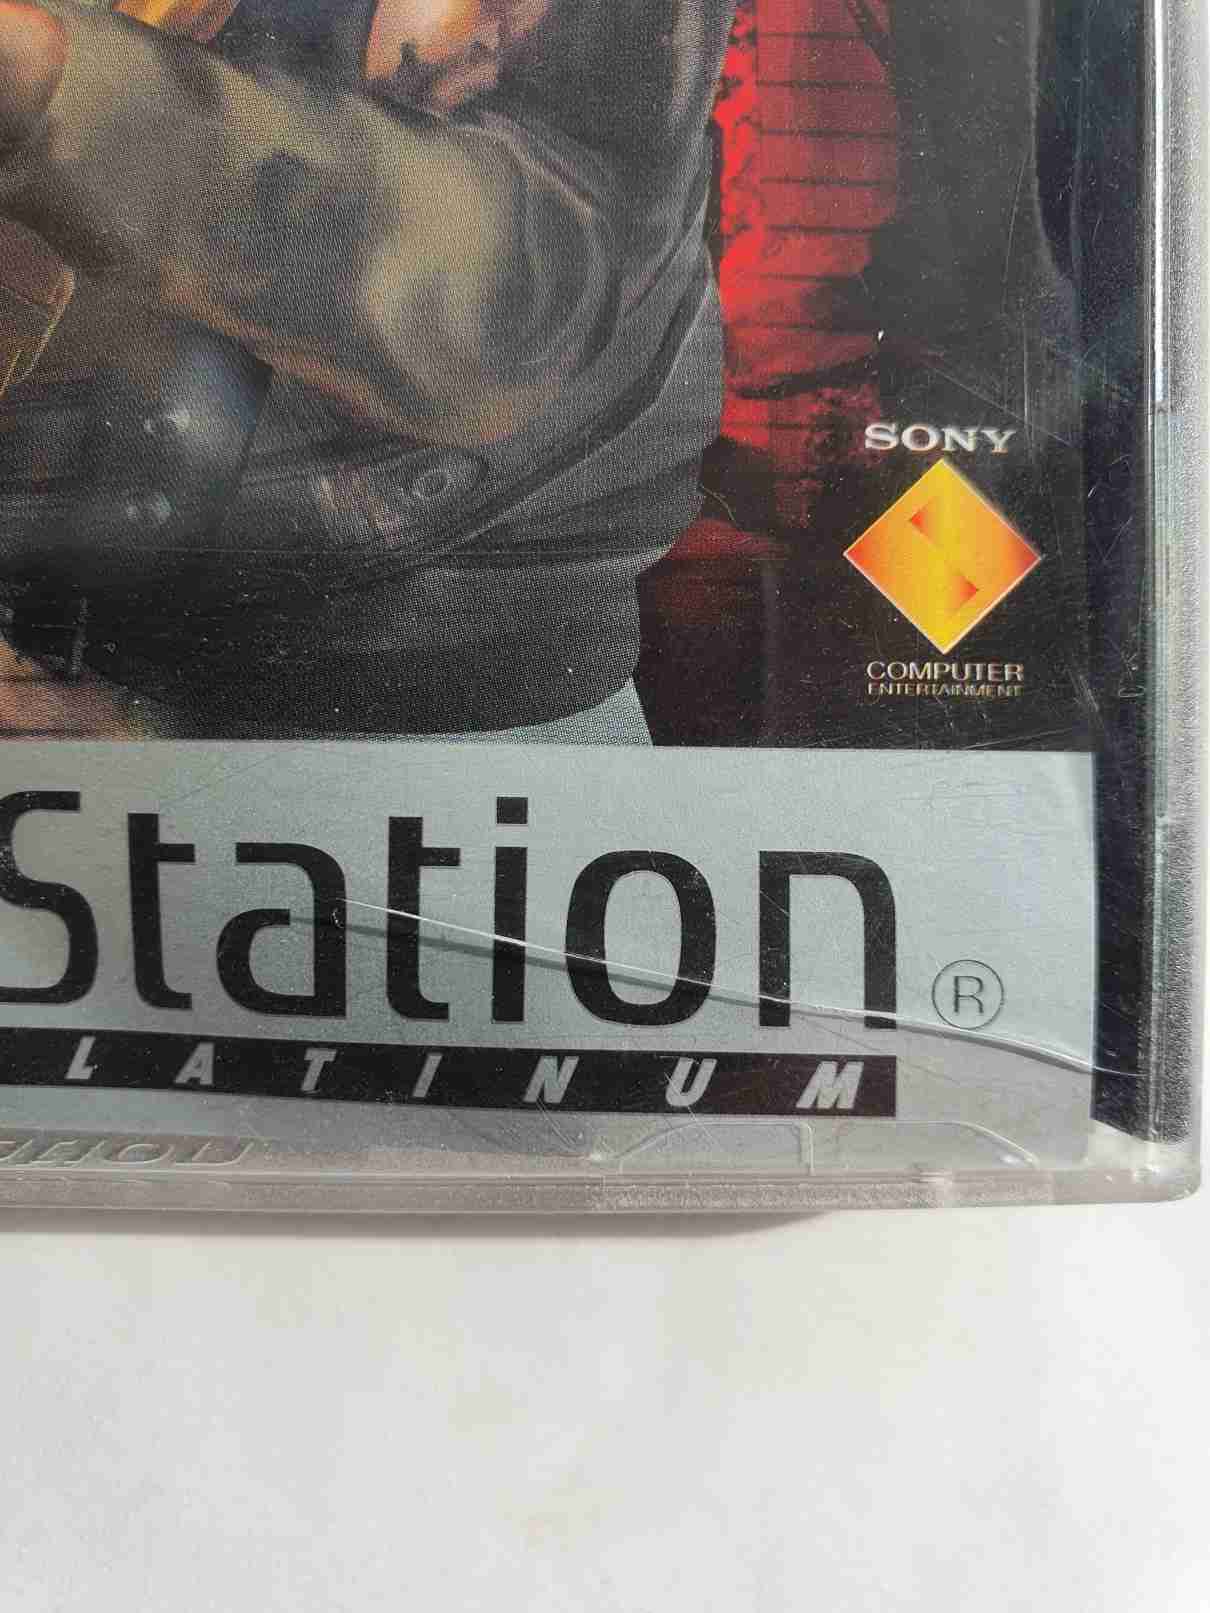 SONY
COMPUTER
ENTERTAINMENT
Station ®
LATINUM